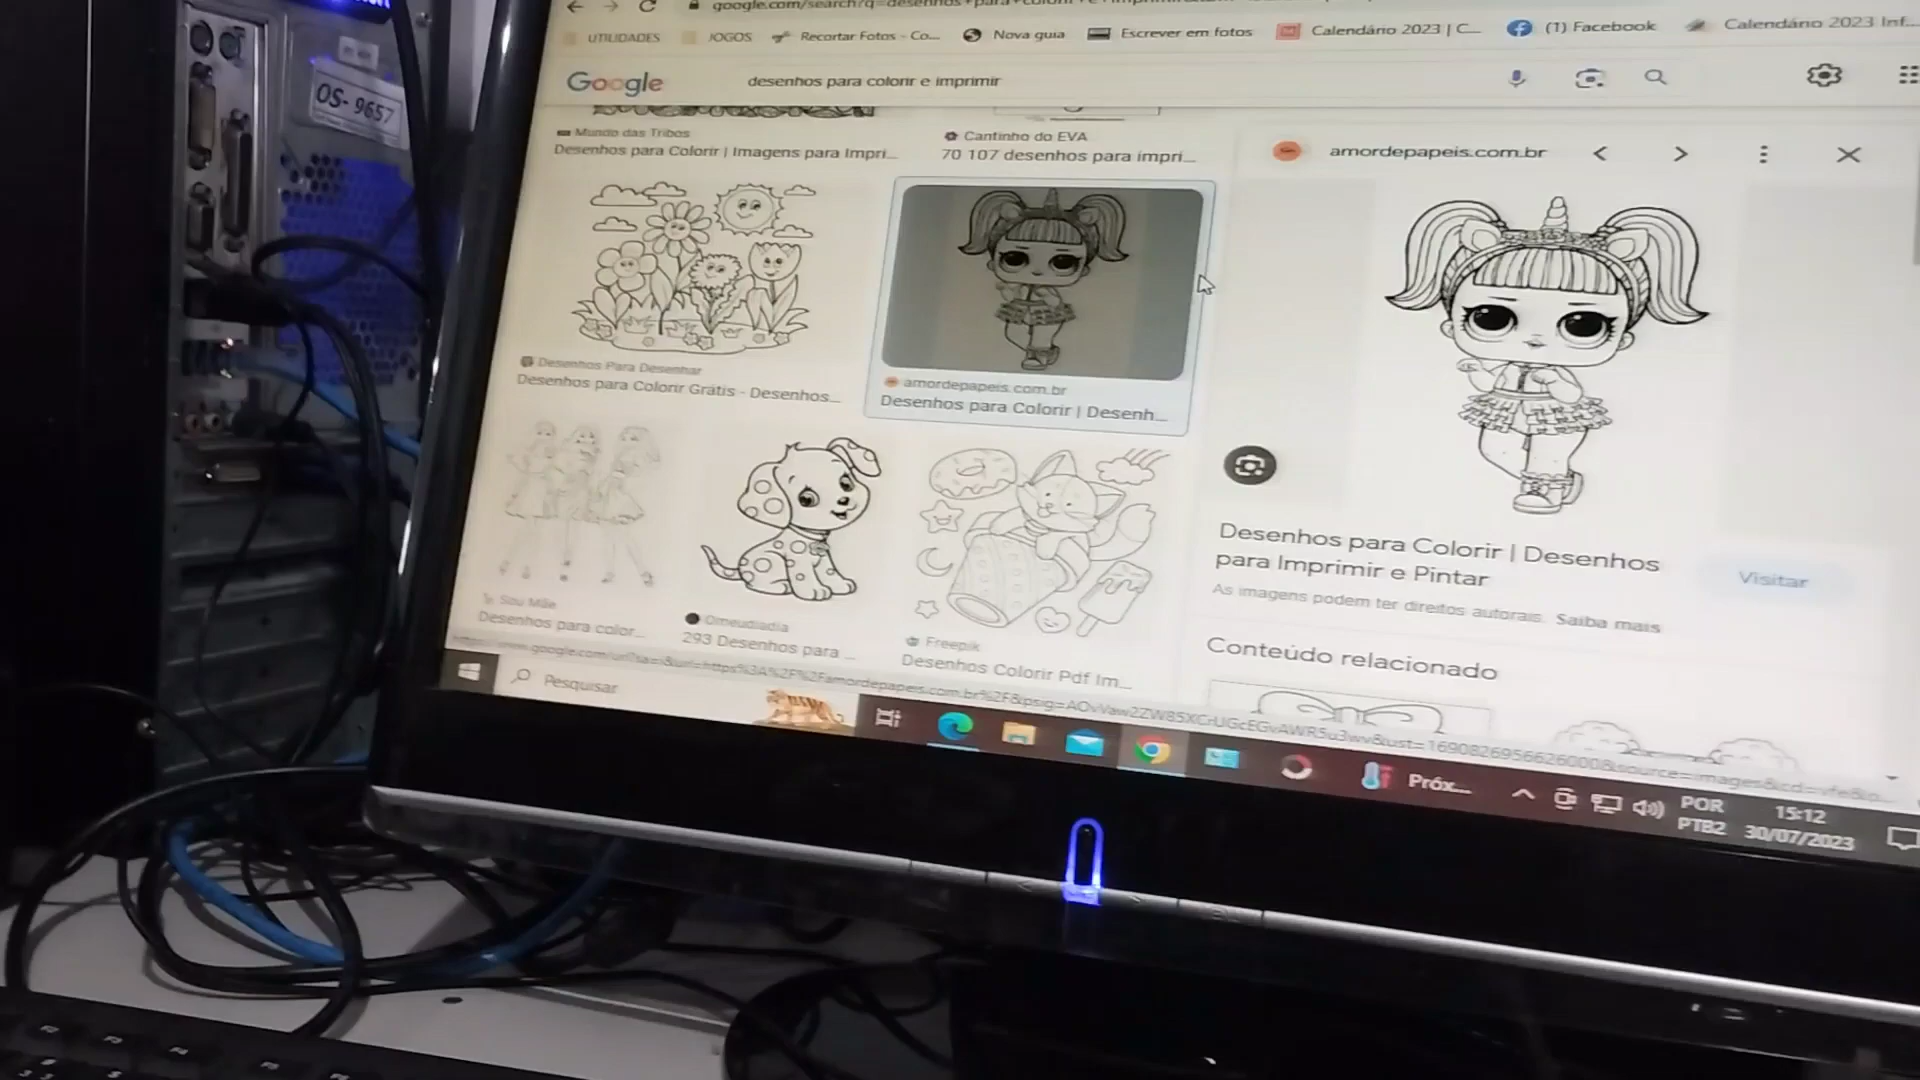 OS- 9657
UTILIDADES
JOGOS
Recortar Fotos - Co...
Nova guia
Escrever em fotos
Calendário 2023 | C...
(1) Facebook
Calendário 2023 Inf...
Google
desenhos para colorir e imprimir
Mundo das Tribos
Desenhos para Colorir | Imagens para Impri...
Cantinho do EVA
70 107 desenhos para impri...
amordepapeis.com.br
Desenhos Para Desenhar
Desenhos para Colorir Grátis - Desenhos...
amordepapeis.com.br
Desenhos para Colorir | Desenh...
Desenhos para Colorir | Desenhos
para Imprimir e Pintar
Visitar
As imagens podem ter direitos autorais. Saiba mais
Conteúdo relacionado
Sou Mãe
Desenhos para color...
Omeudiadia
293 Desenhos para ...
Freepik
Desenhos Colorir Pdf Im...
Pesquisar
Próx...
POR
PTB2
15:12
30/07/2023